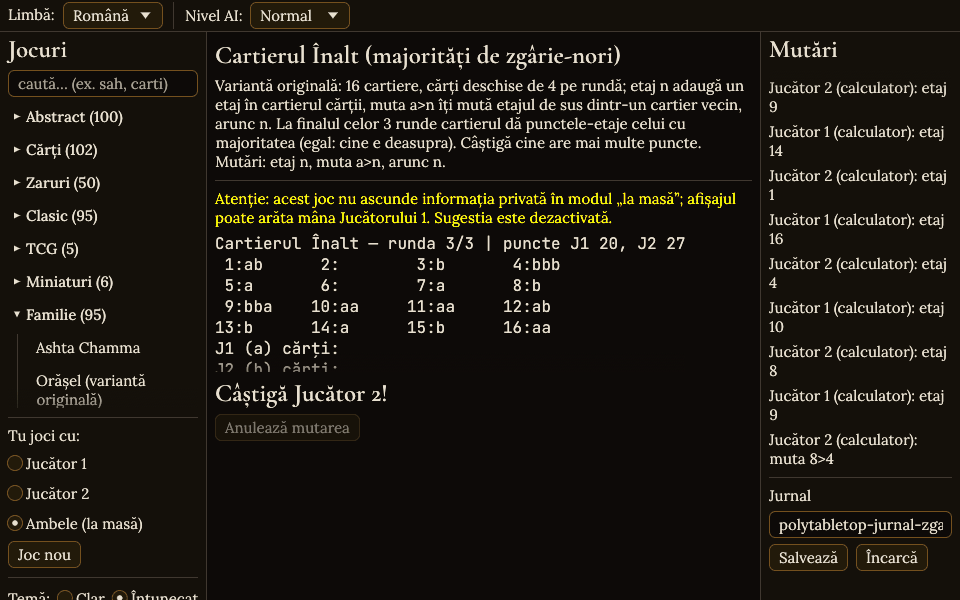 Limbă: Română ▼ Nivel AI: Normal ▼
Jocuri
caută... (ex. sah, carti)
▸ Abstract (100)
▸ Cărți (102)
▸ Zaruri (50)
▸ Clasic (95)
▸ TCG (5)
▸ Miniaturi (6)
▾ Familie (95)
Ashta Chamma
Orășel (variantă
originală)
Tu joci cu:
Jucător 1
Jucător 2
Ambele (la masă)
Joc nou
Temă: Clar Întunecat
Cartierul Înalt (majorități de zgârie-nori)
Variantă originală: 16 cartiere, cărți deschise de 4 pe rundă; etaj n adaugă un
etaj în cartierul cărții, muta a>n îți mută etajul de sus dintr-un cartier vecin,
arunc n. La finalul celor 3 runde cartierul dă punctele-etaje celui cu
majoritatea (egal: cine e deasupra). Câștigă cine are mai multe puncte.
Mutări: etaj n, muta a>n, arunc n.
Atenție: acest joc nu ascunde informația privată în modul „la masă”; afișajul
poate arăta mâna Jucătorului 1. Sugestia este dezactivată.
Cartierul Înalt — runda 3/3 | puncte J1 20, J2 27
1:ab 2: 3:b 4:bbb
5:a 6: 7:a 8:b
9:bba 10:aa 11:aa 12:ab
13:b 14:a 15:b 16:aa
J1 (a) cărți:
J2 (b) cărți:
Câștigă Jucător 2!
Anulează mutarea
Mutări
Jucător 2 (calculator): etaj
9
Jucător 1 (calculator): etaj
14
Jucător 2 (calculator): etaj
1
Jucător 1 (calculator): etaj
16
Jucător 2 (calculator): etaj
4
Jucător 1 (calculator): etaj
10
Jucător 2 (calculator): etaj
8
Jucător 1 (calculator): etaj
9
Jucător 2 (calculator):
muta 8>4
Jurnal
polytabletop-jurnal-zga
Salvează Încarcă